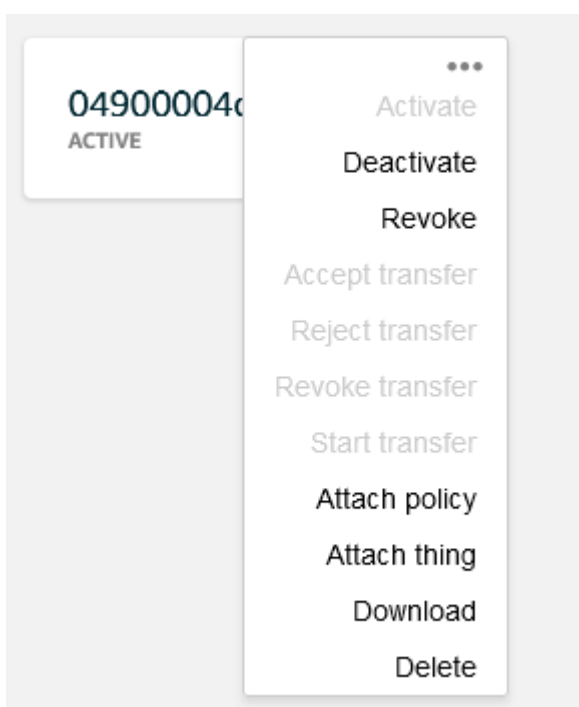 04900004
ACTIVE
Activate
Deactivate
Revoke
Accept transfer
Reject transfer
Revoke transfer
Start transfer
Attach policy
Attach thing
Download
Delete